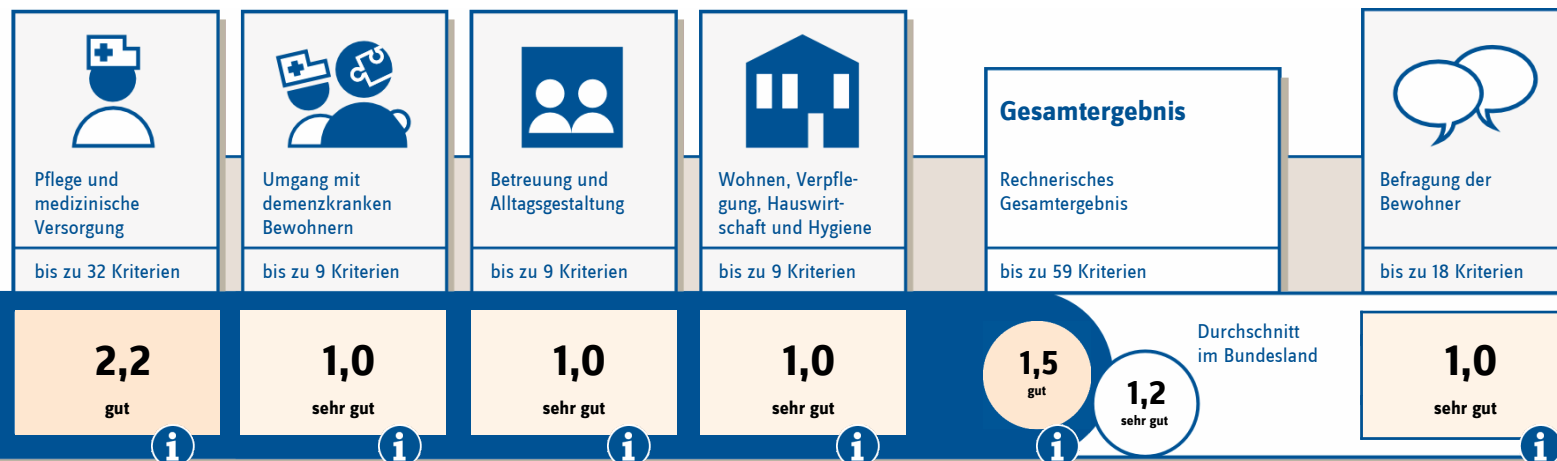 Pflege und
medizinische
Versorgung
bis zu 32 Kriterien
2,2
gut
Umgang mit
demenzkranken
Bewohnern
bis zu 9 Kriterien
1,0
sehr gut
Betreuung und
Alltagsgestaltung
bis zu 9 Kriterien
1,0
sehr gut
Wohnen, Verpfle-
gung, Hauswirt-
schaft und Hygiene
bis zu 9 Kriterien
1,0
sehr gut
Gesamtergebnis
Rechnerisches
Gesamtergebnis
bis zu 59 Kriterien
1,5
gut
Durchschnitt
im Bundesland
1,2
sehr gut
Befragung der
Bewohner
bis zu 18 Kriterien
1,0
sehr gut